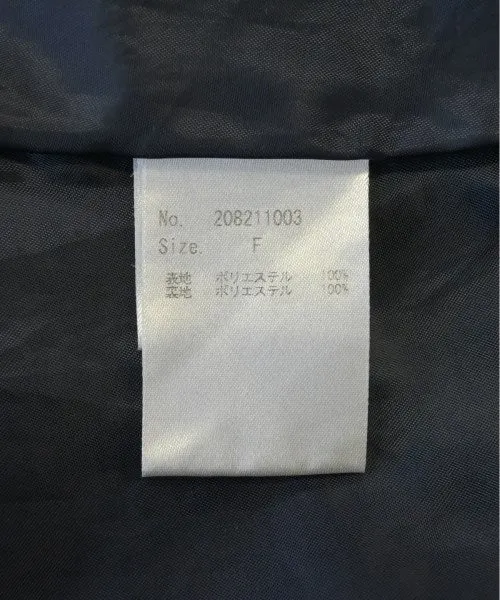 No. 208211003
Size. F
表地 ポリエステル 100%
裏地 ポリエステル 100%